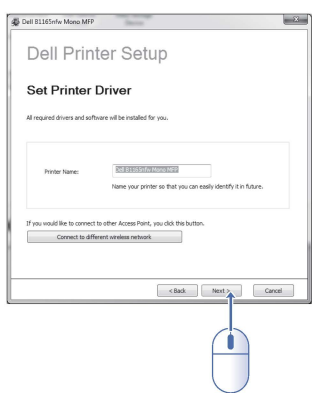 Dell 81165nfw Mono MFP
Dell Printer Setup
Set Printer Driver
All required drivers and software will be installed for you.
Printer Name:
Dell B1165nfw Mono MFP
Name your printer so that you can easily identify it in future.
If you would like to connect to other Access Point, you click this button.
Connect to different wireless network
< Back
Next >
Cancel